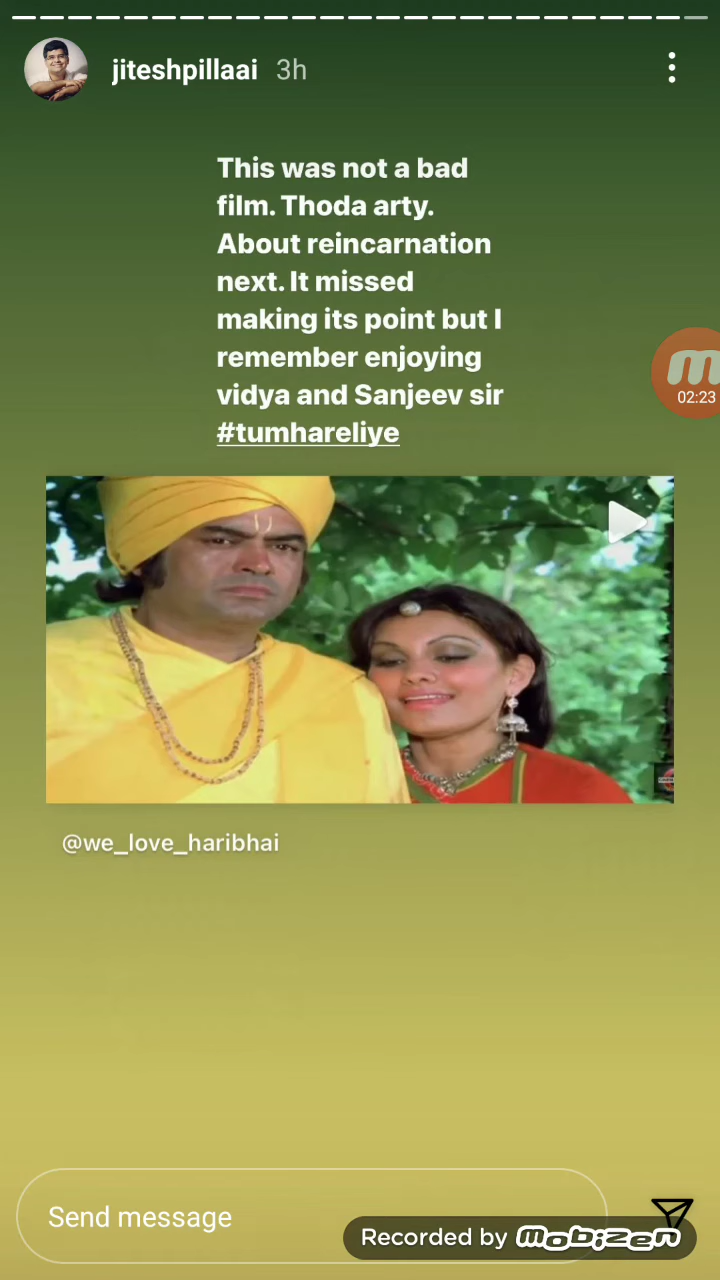 jiteshpillaai 3h
This was not a bad
film. Thoda arty.
About reincarnation
next. It missed
making its point but I
remember enjoying
vidya and Sanjeev sir
#tumhareliye
02:23
@we_love_haribhai
Send message
Recorded by mobizen